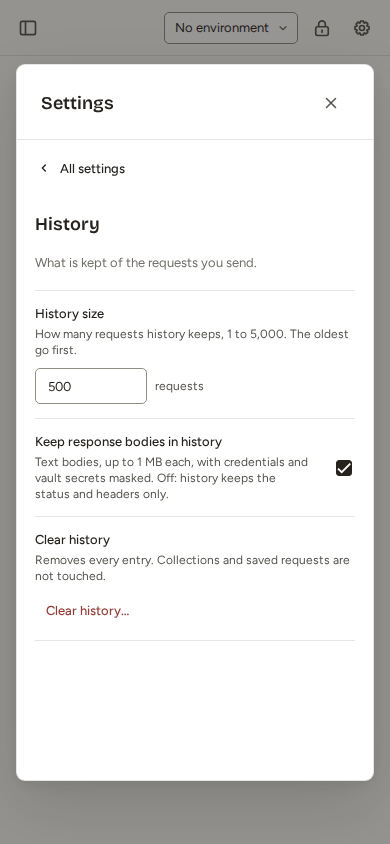 No environment
Settings
All settings
History
What is kept of the requests you send.
History size
How many requests history keeps, 1 to 5,000. The oldest
go first.
500 requests
Keep response bodies in history
Text bodies, up to 1 MB each, with credentials and
vault secrets masked. Off: history keeps the
status and headers only.
Clear history
Removes every entry. Collections and saved requests are
not touched.
Clear history...